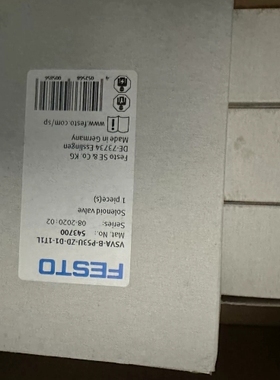 FESTO
VSVA-B-P53U-ZD-D1-1T1L
Mat.-No.: 543700
Series: 08-2020: 02
Solenoid valve
1 piece(s)
Festo SE & Co. KG
DE-73734 Esslingen
Made in Germany
www.festo.com/sp